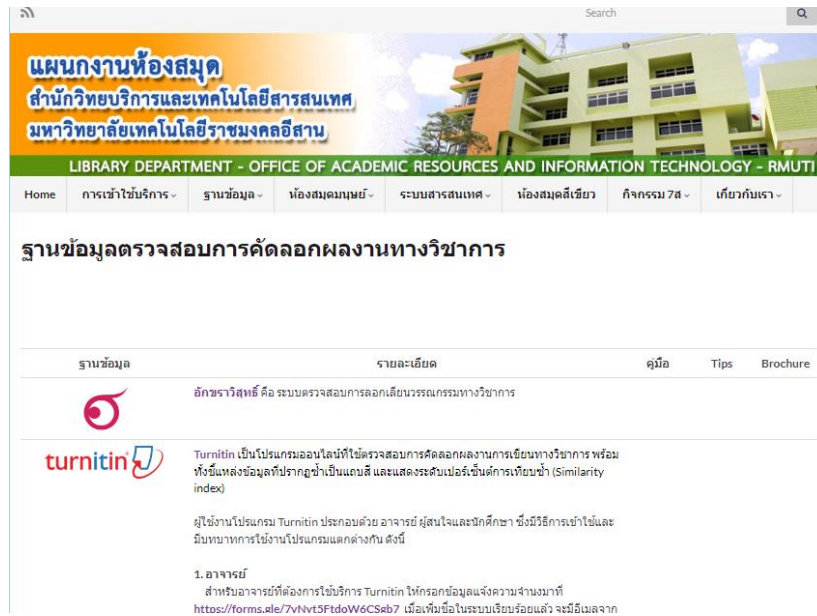 Search
แผนกงานห้องสมุด
สำนักวิทยบริการและเทคโนโลยีสารสนเทศ
มหาวิทยาลัยเทคโนโลยีราชมงคลอีสาน
LIBRARY DEPARTMENT - OFFICE OF ACADEMIC RESOURCES AND INFORMATION TECHNOLOGY - RMUTI
Home การเข้าใช้บริการ ฐานข้อมูล ห้องสมุดมนุษย์ ระบบสารสนเทศ ห้องสมุดสีเขียว กิจกรรม 7ส เกี่ยวกับเรา
ฐานข้อมูลตรวจสอบการคัดลอกผลงานทางวิชาการ
ฐานข้อมูล รายละเอียด คู่มือ Tips Brochure
อักขราวิสุทธิ์ คือ ระบบตรวจสอบการลอกเลียนวรรณกรรมทางวิชาการ
turnitin
Turnitin เป็นโปรแกรมออนไลน์ที่ใช้ตรวจสอบการคัดลอกผลงานการเขียนทางวิชาการ พร้อม
ทั้งชี้แหล่งข้อมูลที่ปรากฏซ้ำเป็นแถบสี และแสดงระดับเปอร์เซ็นต์การเทียบซ้ำ (Similarity
index)
ผู้ใช้งานโปรแกรม Turnitin ประกอบด้วย อาจารย์ ผู้สนใจและนักศึกษา ซึ่งมีวิธีการเข้าใช้และ
มีบทบาทการใช้งานโปรแกรมแตกต่างกัน ดังนี้
1. อาจารย์
สำหรับอาจารย์ที่ต้องการใช้บริการ Turnitin ให้กรอกข้อมูลแจ้งความจำนงมาที่
https://forms.gle/7yNyt5FtdoW6CSgb7 เมื่อเพิ่มชื่อในระบบเรียบร้อยแล้ว จะมีอีเมลจาก